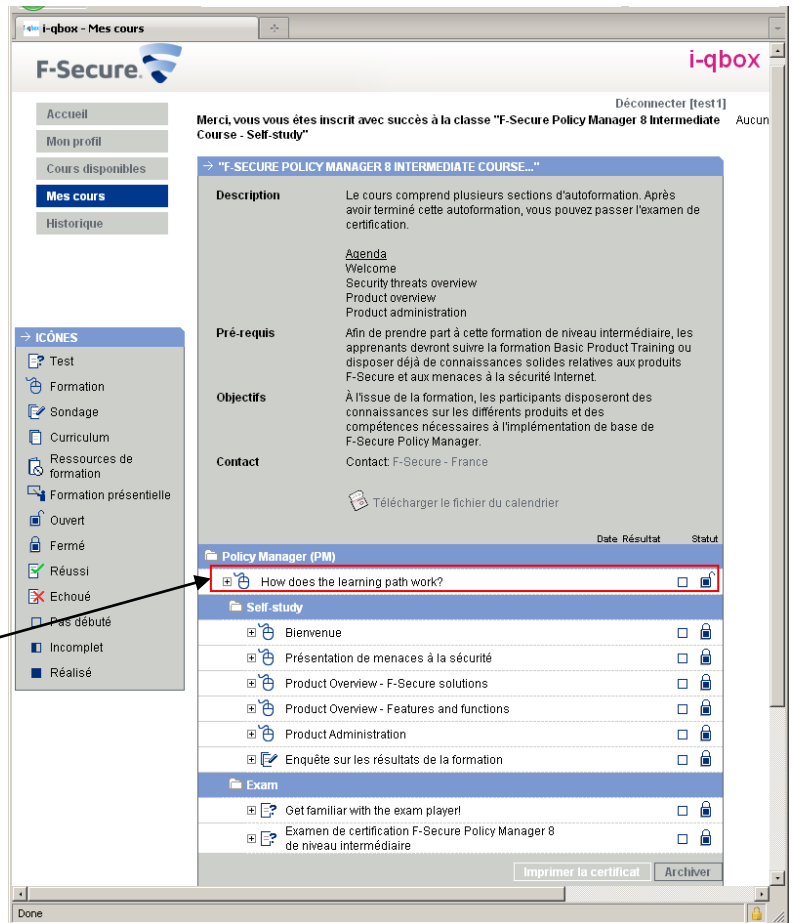 i-qbox - Mes cours
F-Secure.
i-qbox
Déconnecter [test1]
Accueil
Mon profil
Cours disponibles
Mes cours
Historique
Merci, vous vous êtes inscrit avec succès à la classe "F-Secure Policy Manager 8 Intermediate
Course - Self-study"
Aucun
→ "F-SECURE POLICY MANAGER 8 INTERMEDIATE COURSE..."
Description
Le cours comprend plusieurs sections d'autoformation. Après
avoir terminé cette autoformation, vous pouvez passer l'examen de
certification.
Agenda
Welcome
Security threats overview
Product overview
Product administration
Pré-requis
Afin de prendre part à cette formation de niveau intermédiaire, les
apprenants devront suivre la formation Basic Product Training ou
disposer déjà de connaissances solides relatives aux produits
F-Secure et aux menaces à la sécurité Internet.
Objectifs
À l'issue de la formation, les participants disposeront des
connaissances sur les différents produits et des
compétences nécessaires à l'implémentation de base de
F-Secure Policy Manager.
Contact
Contact: F-Secure - France
Télécharger le fichier du calendrier
→ ICÔNES
Test
Formation
Sondage
Curriculum
Ressources de
formation
Formation présentielle
Ouvert
Fermé
Réussi
Echoué
Pas débuté
Incomplet
Réalisé
Date Résultat Statut
Policy Manager (PM)
How does the learning path work?
Self-study
Bienvenue
Présentation de menaces à la sécurité
Product Overview - F-Secure solutions
Product Overview - Features and functions
Product Administration
Enquête sur les résultats de la formation
Exam
Get familiar with the exam player!
Examen de certification F-Secure Policy Manager 8
de niveau intermédiaire
Imprimer la certificat
Archiver
Done